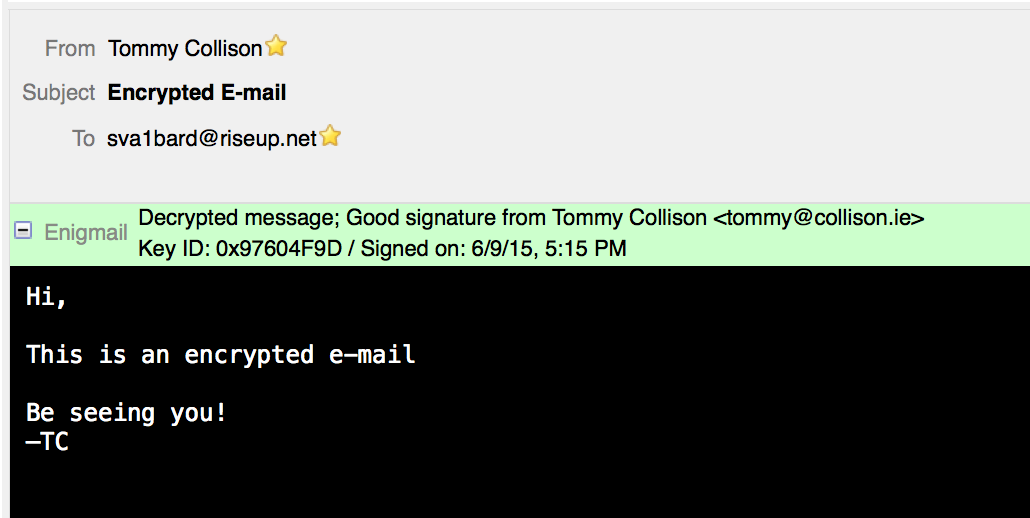 From Tommy Collison
Subject Encrypted E-mail
To sva1bard@riseup.net
Enigmail
Decrypted message; Good signature from Tommy Collison <tommy@collison.ie>
Key ID: 0x97604F9D / Signed on: 6/9/15, 5:15 PM
Hi,
This is an encrypted e-mail
Be seeing you!
—TC